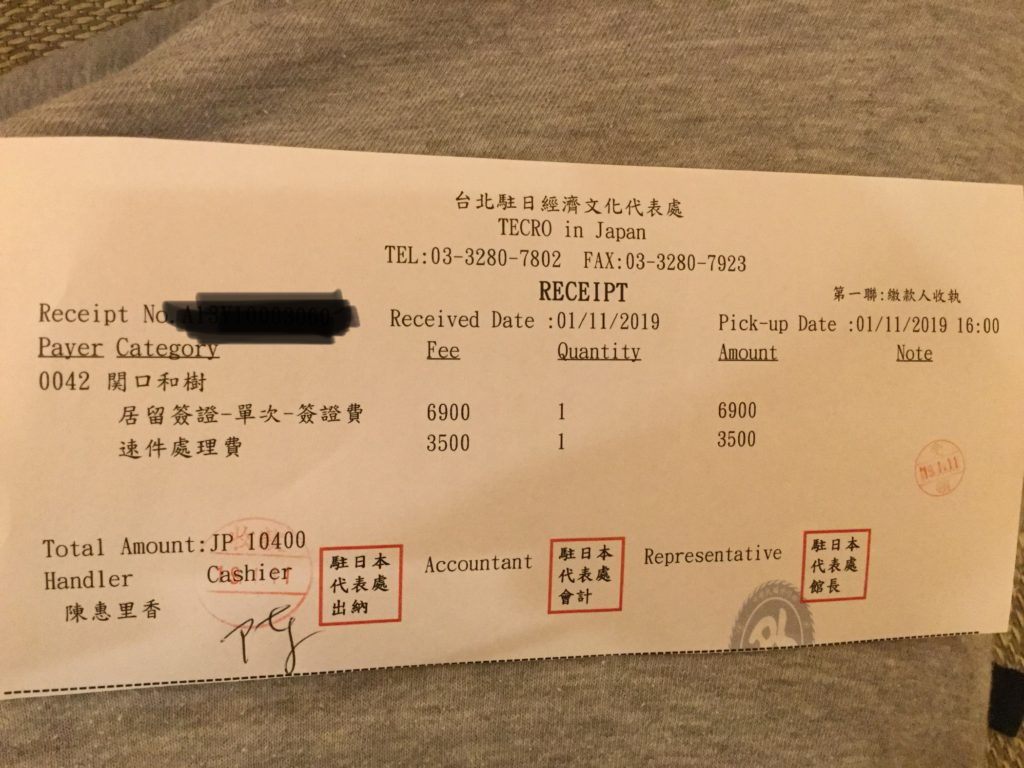 台北駐日經濟文化代表處
TECRO in Japan
TEL:03-3280-7802 FAX:03-3280-7923
RECEIPT
第一聯:繳款人收執
Receipt No.
Received Date :01/11/2019
Pick-up Date :01/11/2019 16:00
Payer Category Fee Quantity Amount Note
0042 関口和樹
居留簽證-單次-簽證費 6900 1 6900
速件處理費 3500 1 3500
19.1.11
Total Amount:JP 10400
Handler Cashier
駐日本
代表處
出納
Accountant
駐日本
代表處
會計
Representative
駐日本
代表處
館長
陳惠里香